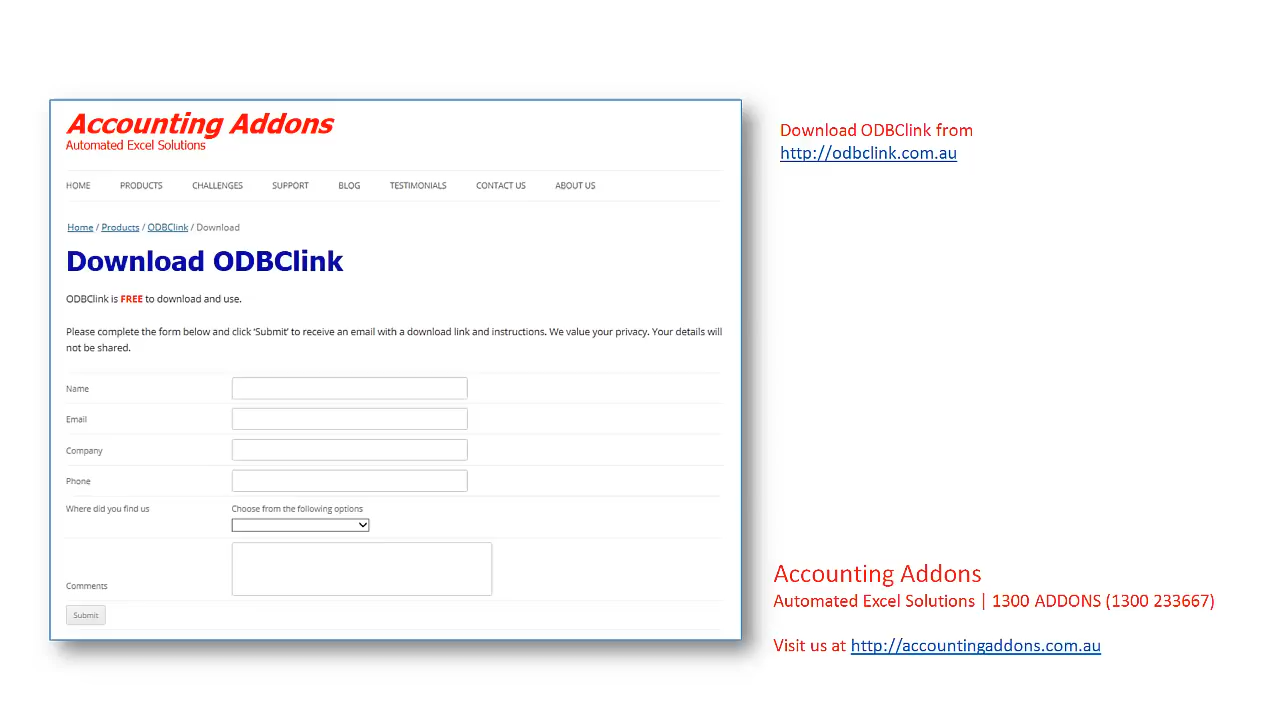 Accounting Addons
Automated Excel Solutions
HOME PRODUCTS CHALLENGES SUPPORT BLOG TESTIMONIALS CONTACT US ABOUT US
Home / Products / ODBClink / Download
Download ODBClink
ODBClink is FREE to download and use.
Please complete the form below and click 'Submit' to receive an email with a download link and instructions. We value your privacy. Your details will
not be shared.
Name
Email
Company
Phone
Where did you find us
Choose from the following options
Comments
Submit
Download ODBClink from
http://odbclink.com.au
Accounting Addons
Automated Excel Solutions | 1300 ADDONS (1300 233667)
Visit us at http://accountingaddons.com.au